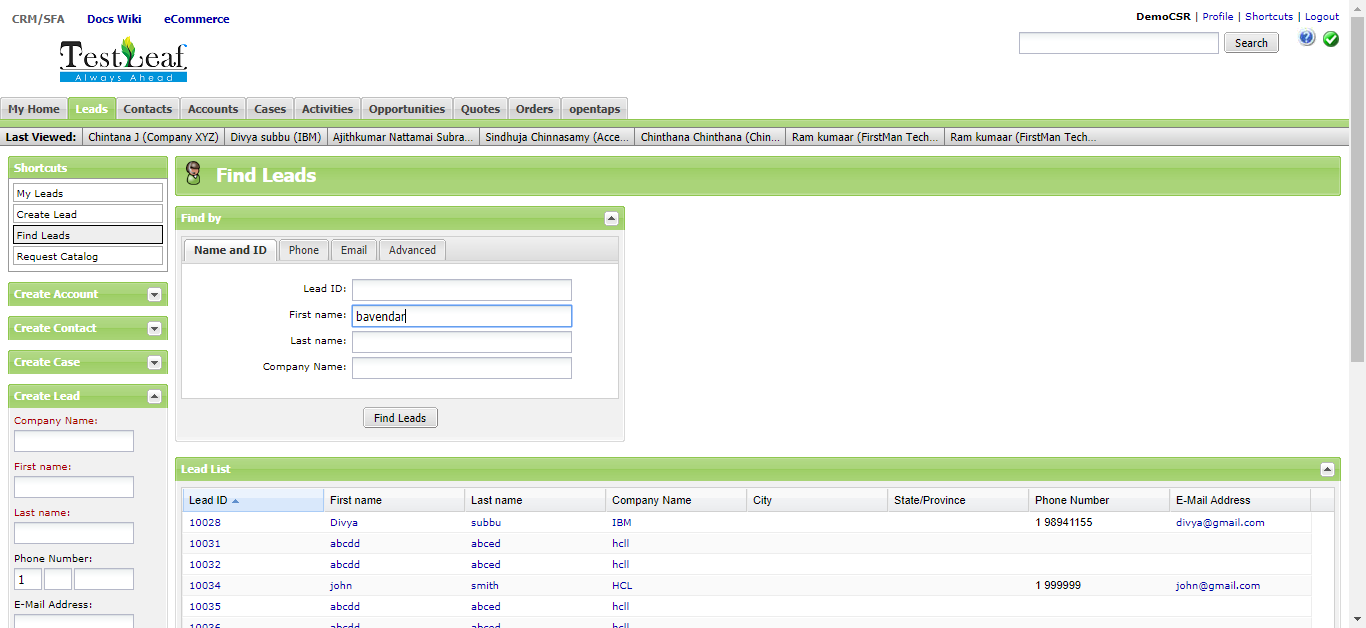 CRM/SFA Docs Wiki eCommerce
DemoCSR | Profile | Shortcuts | Logout
Search
TestLeaf
Always Ahead
My Home Leads Contacts Accounts Cases Activities Opportunities Quotes Orders opentaps
Last Viewed: Chintana J (Company XYZ) Divya subbu (IBM) Ajithkumar Nattamai Subra... Sindhuja Chinnasamy (Acce... Chinthana Chinthana (Chin... Ram kumaar (FirstMan Tech... Ram kumaar (FirstMan Tech...
Shortcuts
My Leads
Create Lead
Find Leads
Request Catalog
Create Account
Create Contact
Create Case
Create Lead
Company Name:
First name:
Last name:
Phone Number:
1
E-Mail Address:
Find Leads
Find by
Name and ID Phone Email Advanced
Lead ID:
First name: bavendar
Last name:
Company Name:
Find Leads
Lead List
Lead ID First name Last name Company Name City State/Province Phone Number E-Mail Address
10028 Divya subbu IBM 1 98941155 divya@gmail.com
10031 abcdd abced hcll
10032 abcdd abced hcll
10034 john smith HCL 1 999999 john@gmail.com
10035 abcdd abced hcll
10036 abcdd abced hcll